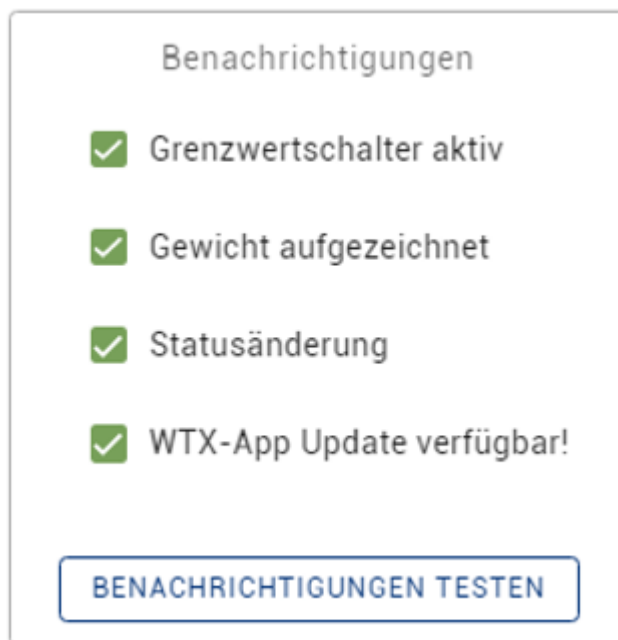 Benachrichtigungen
Grenzwertschalter aktiv
Gewicht aufgezeichnet
Statusänderung
WTX-App Update verfügbar!
BENACHRICHTIGUNGEN TESTEN